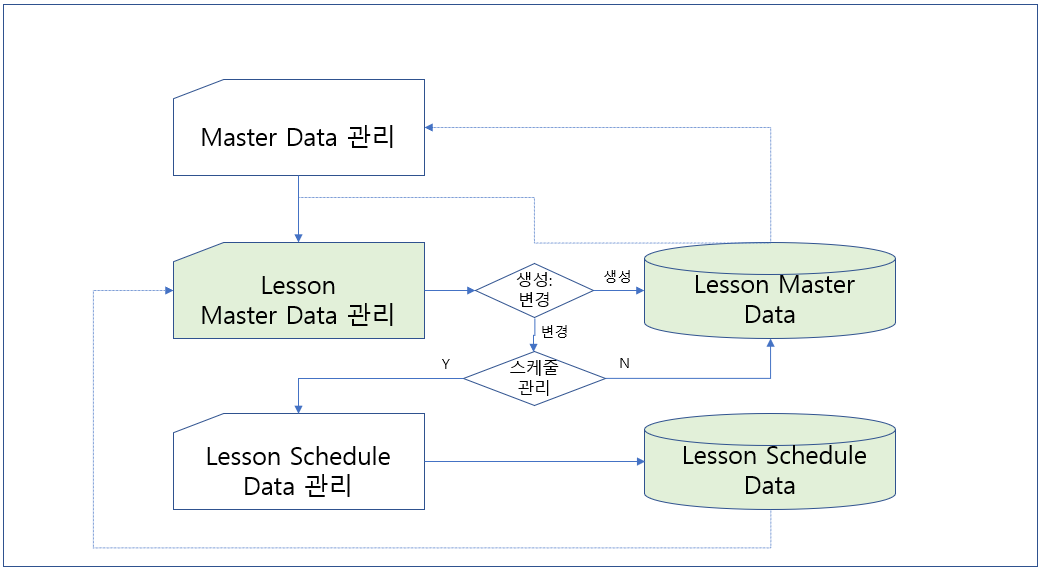 Master Data 관리
Lesson
Master Data 관리
생성:
변경
생성
Lesson Master
Data
변경
Y
스케줄
관리
N
Lesson Schedule
Data 관리
Lesson Schedule
Data